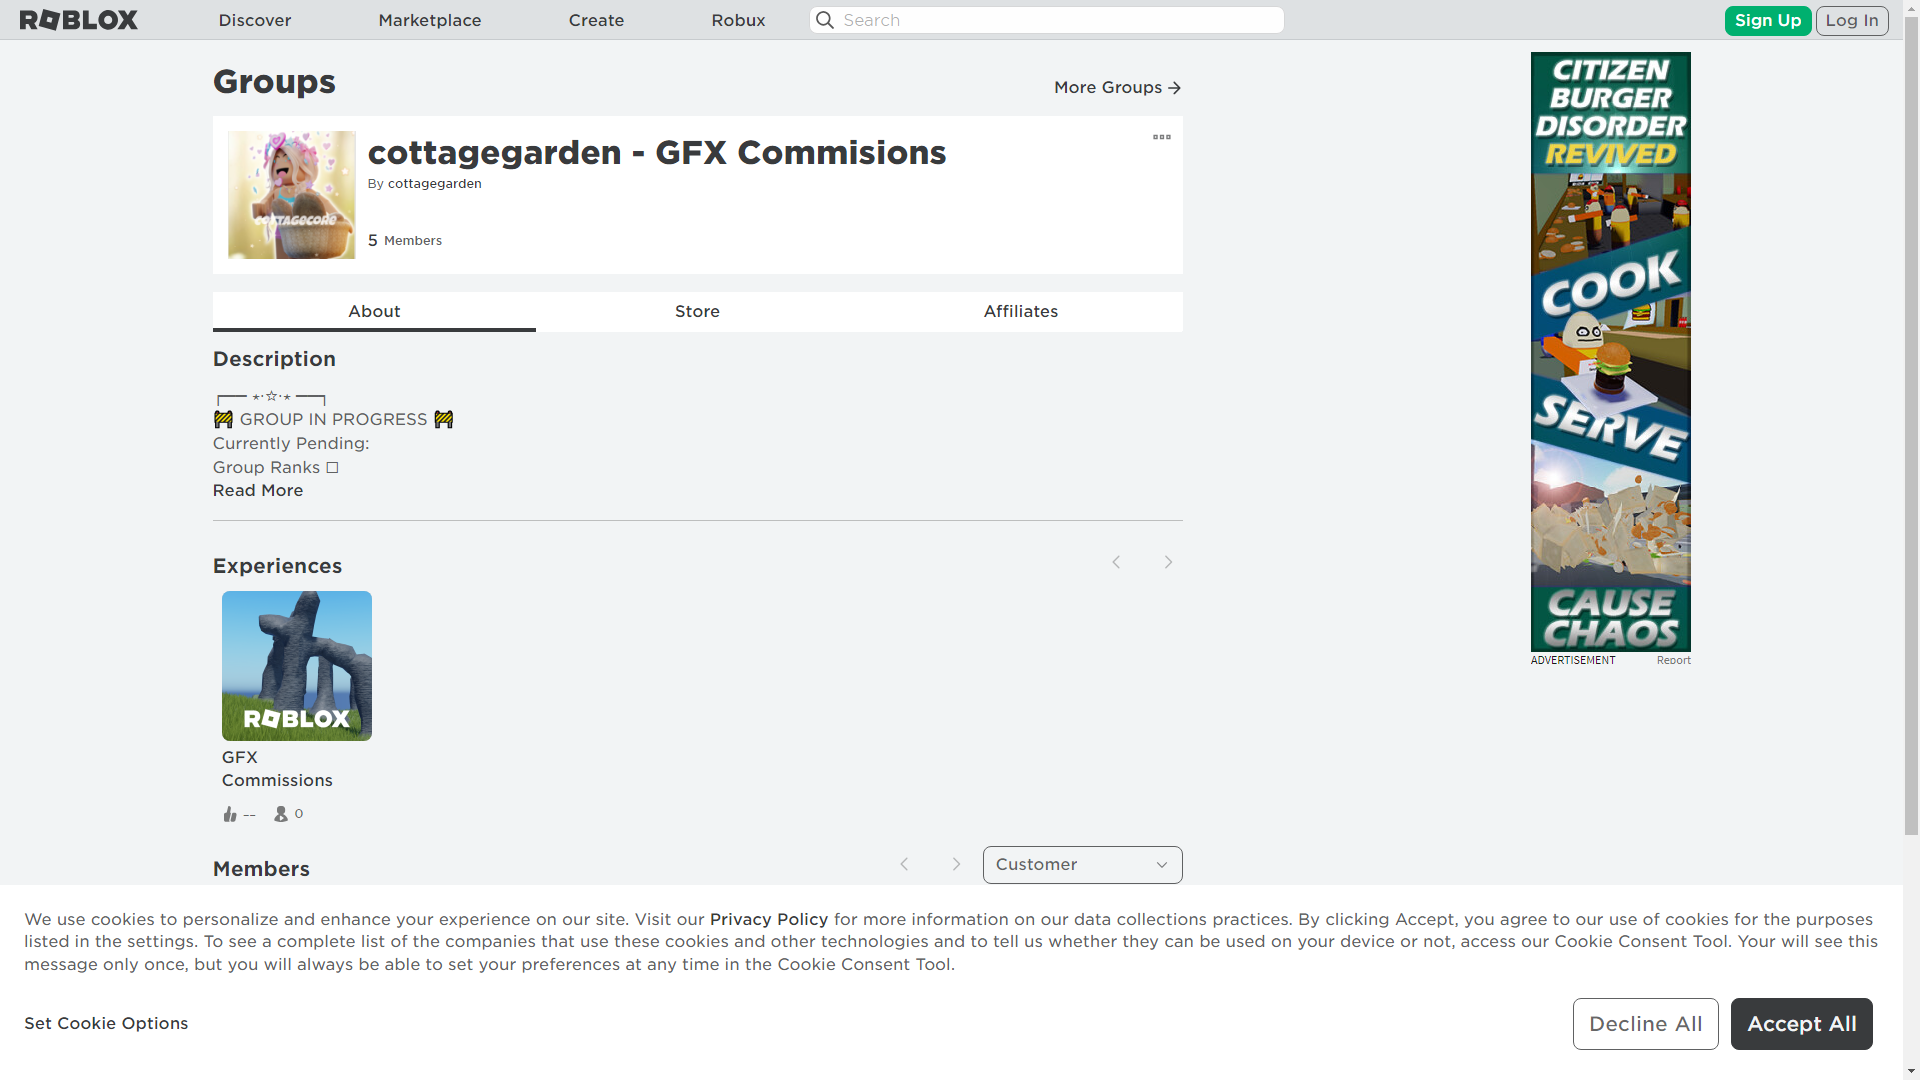 ROBLOX
Discover
Marketplace
Create
Robux
Search
Sign Up
Log In
Groups
More Groups
cottagegarden - GFX Commisions
By cottagegarden
5 Members
COTTAGECORE
About
Store
Affiliates
Description
┌── ⋆⋅☆⋅⋆ ──┐
🚧 GROUP IN PROGRESS 🚧
Currently Pending:
Group Ranks ☐
Read More
Experiences
ROBLOX
GFX
Commissions
--
0
Members
Customer
CITIZEN
BURGER
DISORDER
REVIVED
COOK
SERVE
CAUSE
CHAOS
ADVERTISEMENT
Report
We use cookies to personalize and enhance your experience on our site. Visit our Privacy Policy for more information on our data collections practices. By clicking Accept, you agree to our use of cookies for the purposes
listed in the settings. To see a complete list of the companies that use these cookies and other technologies and to tell us whether they can be used on your device or not, access our Cookie Consent Tool. Your will see this
message only once, but you will always be able to set your preferences at any time in the Cookie Consent Tool.
Set Cookie Options
Decline All
Accept All